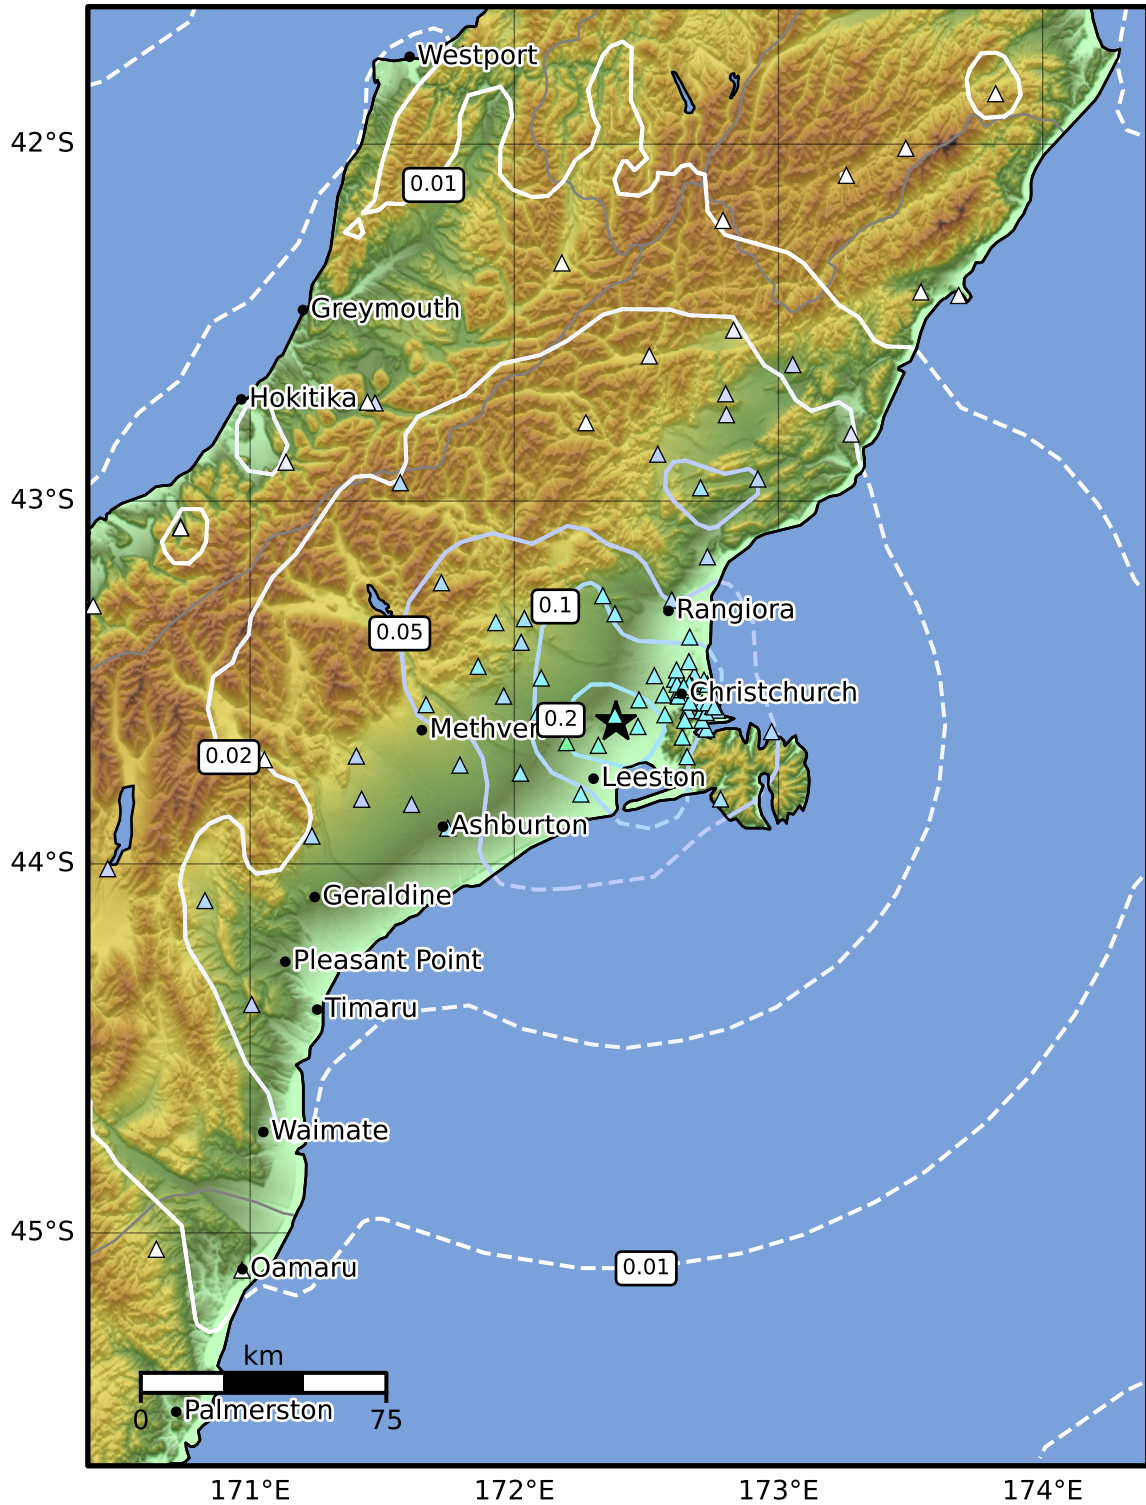 Westport
42°S
0.01
Greymouth
Hokitika
43°S
0.1
Rangiora
0.05
Christchurch
0.2
Methven
0.02
Leeston
Ashburton
44°S
Geraldine
Pleasant Point
Timaru
Waimate
45°S
Oamaru
0.01
km
0
75
Palmerston
171°E
172°E
173°E
174°E